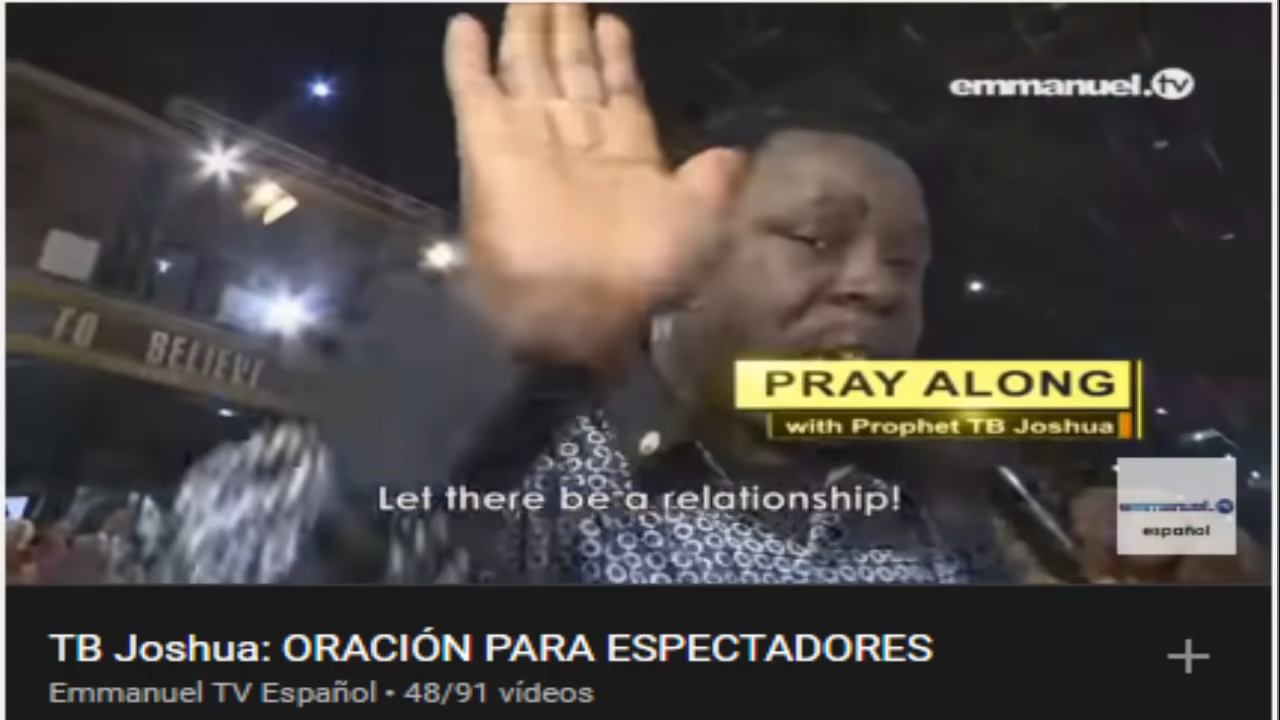 emmanuel.tv
TO BELIEVE
PRAY ALONG
with Prophet TB Joshua
Let there be a relationship!
emmanuel.tv
español
TB Joshua: ORACIÓN PARA ESPECTADORES
Emmanuel TV Español • 48/91 vídeos